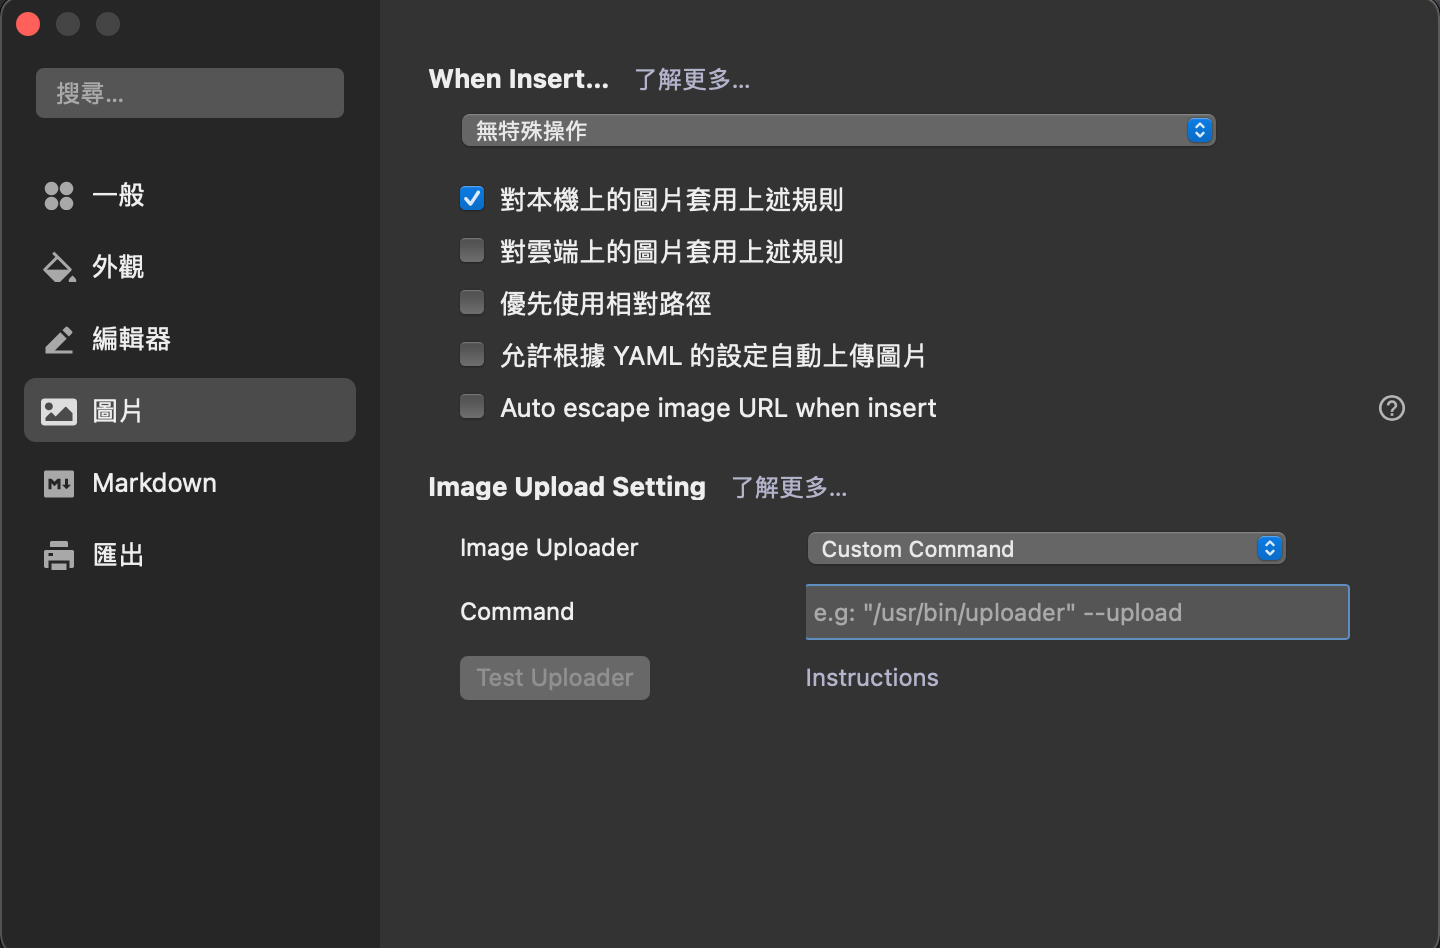 搜尋...
一般
外觀
編輯器
圖片
Markdown
匯出
When Insert... 了解更多...
無特殊操作
對本機上的圖片套用上述規則
對雲端上的圖片套用上述規則
優先使用相對路徑
允許根據 YAML 的設定自動上傳圖片
Auto escape image URL when insert
Image Upload Setting 了解更多...
Image Uploader Custom Command
Command e.g: "/usr/bin/uploader" --upload
Test Uploader Instructions